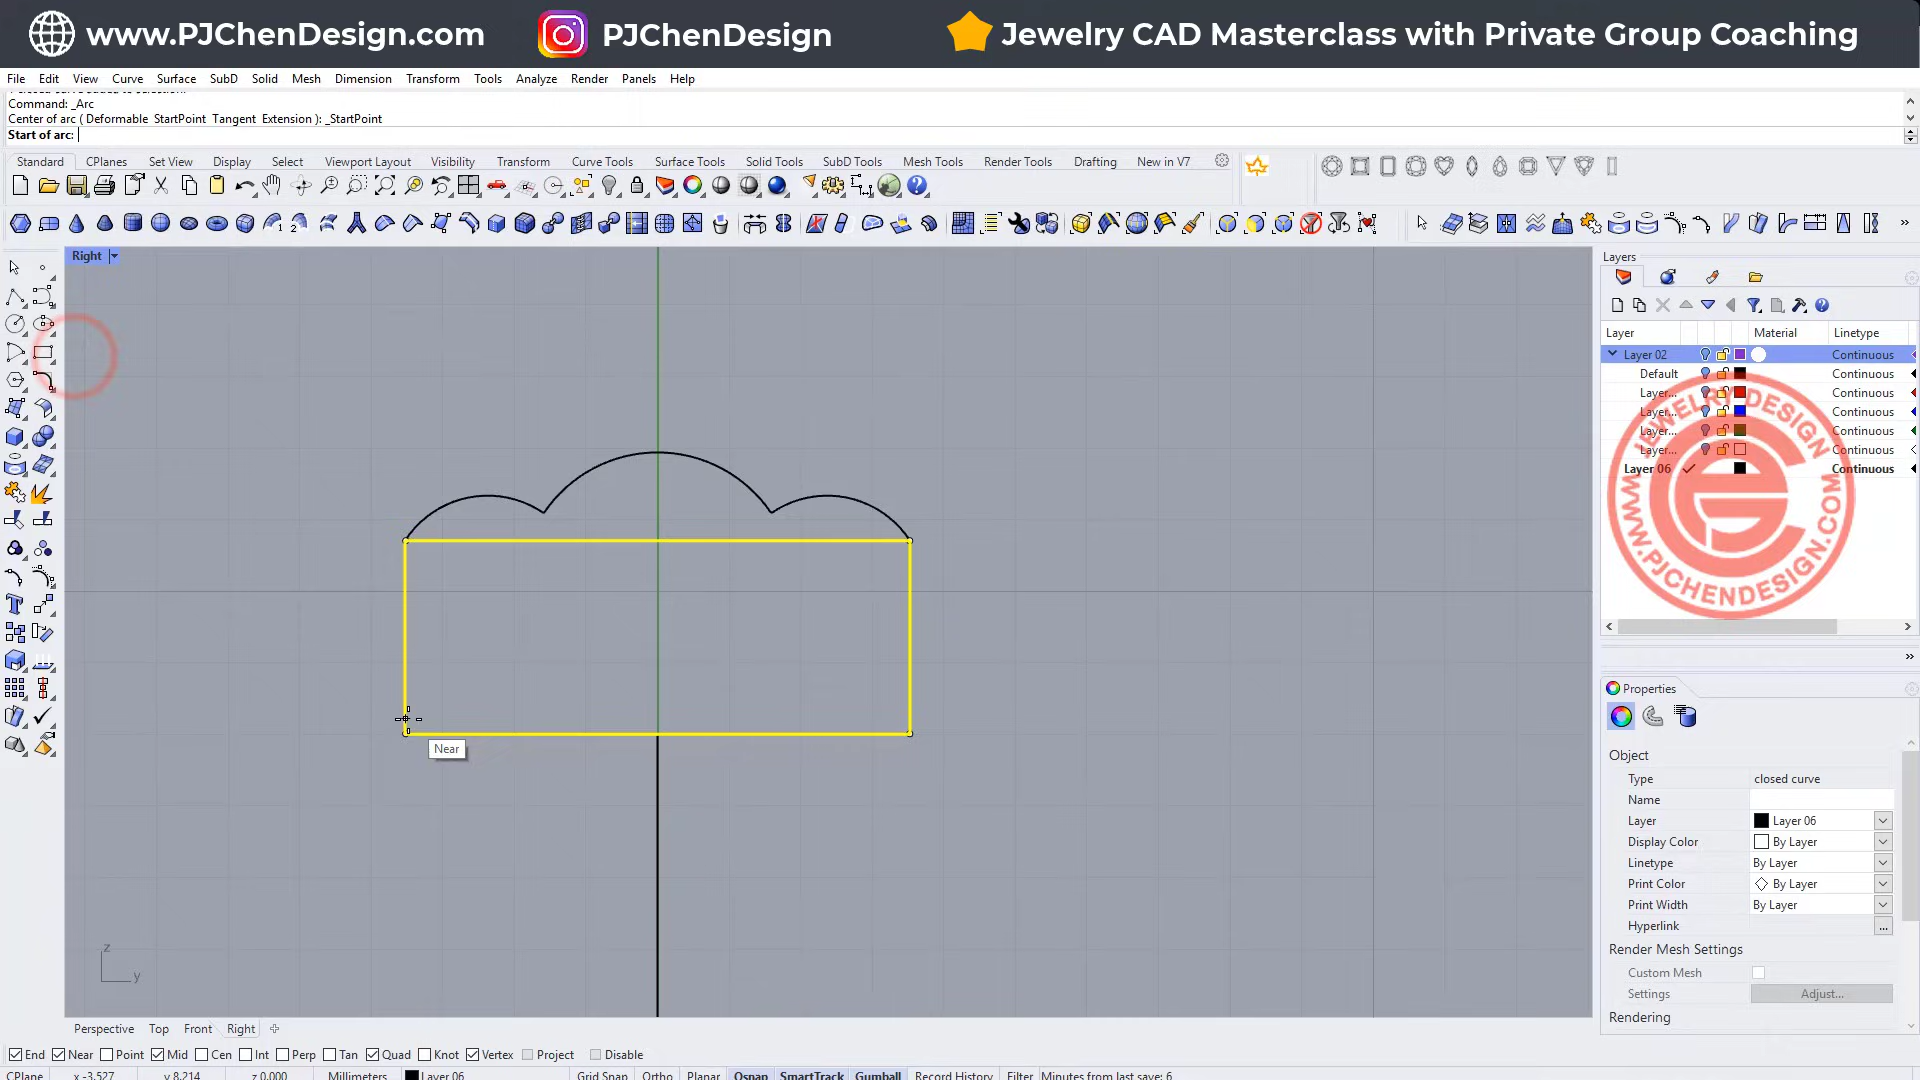 www.PJChenDesign.com PJChenDesign Jewelry CAD Masterclass with Private Group Coaching
File Edit View Curve Surface SubD Solid Mesh Dimension Transform Tools Analyze Render Panels Help
Command: _Arc
Center of arc ( Deformable StartPoint Tangent Extension ): _StartPoint
Start of arc:
Standard CPlanes Set View Display Select Viewport Layout Visibility Transform Curve Tools Surface Tools Solid Tools SubD Tools Mesh Tools Render Tools Drafting New in V7
Right
Layers
Layer Material Linetype
Layer 02 Continuous
Default Continuous
Layer... Continuous
Layer... Continuous
Layer... Continuous
Layer... Continuous
Layer 06 Continuous
JEWELRY DESIGN
WWW.PJCHENDESIGN.COM
Near
Properties
Object
Type closed curve
Name
Layer Layer 06
Display Color By Layer
Linetype By Layer
Print Color By Layer
Print Width By Layer
Hyperlink ...
Render Mesh Settings
Custom Mesh
Settings Adjust...
Rendering
z
y
Perspective Top Front Right
End Near Point Mid Cen Int Perp Tan Quad Knot Vertex Project Disable
CPlane x -3.527 y 8.214 z 0.000 Millimeters Layer 06 Grid Snap Ortho Planar Osnap SmartTrack Gumball Record History Filter Minutes from last save: 6